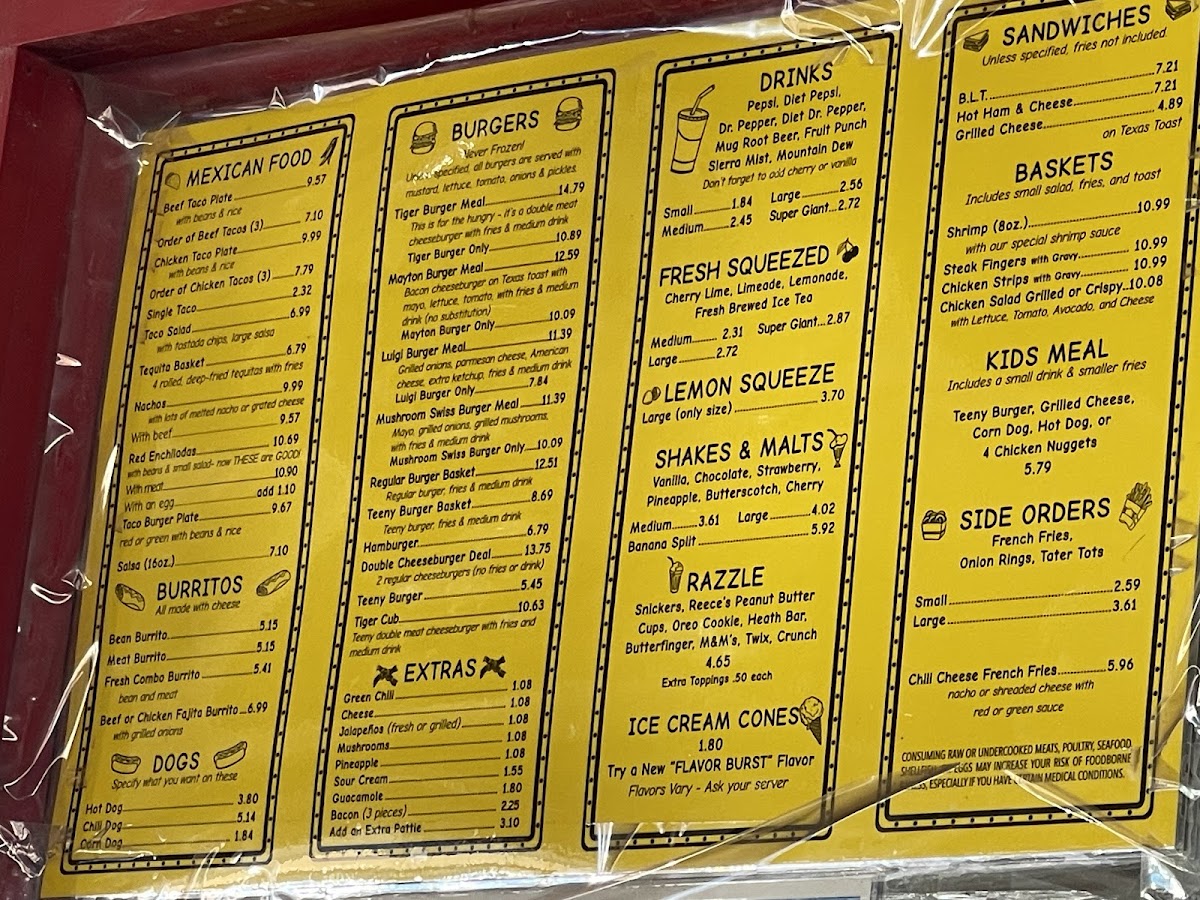 MEXICAN FOOD
Beef Taco Plate 9.57
with beans & rice
Order of Beef Tacos (3) 7.10
Chicken Taco Plate 9.99
with beans & rice
Order of Chicken Tacos (3) 7.79
Single Taco 2.32
Taco Salad 6.99
with tostada chips, large salsa
Tequita Basket 6.79
4 rolled, deep-fried tequitas with fries
Nachos 9.99
with lots of melted nacho or grated cheese
With beef 9.57
Red Enchiladas 10.69
with beans & small salad- now THESE are GOOD!
With meat 10.90
With an egg add 1.10
Taco Burger Plate 9.67
red or green with beans & rice
Salsa (16oz.) 7.10
BURRITOS
All made with cheese
Bean Burrito 5.15
Meat Burrito 5.15
Fresh Combo Burrito 5.41
bean and meat
Beef or Chicken Fajita Burrito 6.99
with grilled onions
DOGS
Specify what you want on these
Hot Dog 3.80
Chili Dog 5.14
Corn Dog 1.84
BURGERS
Never Frozen!
specified, all burgers are served with
mustard, lettuce, tomato, onions & pickles.
Tiger Burger Meal 14.79
This is for the hungry - it's a double meat
cheeseburger with fries & medium drink
Tiger Burger Only 10.89
Mayton Burger Meal 12.59
Bacon cheeseburger on Texas toast with
mayo, lettuce, tomato, with fries & medium
drink (no substitution)
Mayton Burger Only 10.09
Luigi Burger Meal 11.39
Grilled onions, parmesan cheese, American
cheese, extra ketchup, fries & medium drink
Luigi Burger Only 7.84
Mushroom Swiss Burger Meal 11.39
Mayo, grilled onions, grilled mushrooms,
with fries & medium drink
Mushroom Swiss Burger Only 10.09
Regular Burger Basket 12.51
Regular burger, fries & medium drink
Teeny Burger Basket 8.69
Teeny burger, fries & medium drink
Hamburger 6.79
Double Cheeseburger Deal 13.75
2 regular cheeseburgers (no fries or drink)
Teeny Burger 5.45
Tiger Cub 10.63
Teeny double meat cheeseburger with fries and
medium drink
EXTRAS
Green Chili 1.08
Cheese 1.08
Jalapeños (fresh or grilled) 1.08
Mushrooms 1.08
Pineapple 1.08
Sour Cream 1.55
Guacamole 1.80
Bacon (3 pieces) 2.25
Add an Extra Pattie 3.10
DRINKS
Pepsi, Diet Pepsi,
Dr. Pepper, Diet Dr. Pepper,
Mug Root Beer, Fruit Punch
Sierra Mist, Mountain Dew
Don't forget to add cherry or vanilla
Small 1.84 Large 2.56
Medium 2.45 Super Giant...2.72
FRESH SQUEEZED
Cherry Lime, Limeade, Lemonade,
Fresh Brewed Ice Tea
Medium 2.31 Super Giant...2.87
Large 2.72
LEMON SQUEEZE
Large (only size) 3.70
SHAKES & MALTS
Vanilla, Chocolate, Strawberry,
Pineapple, Butterscotch, Cherry
Medium 3.61 Large 4.02
Banana Split 5.92
RAZZLE
Snickers, Reece's Peanut Butter
Cups, Oreo Cookie, Heath Bar,
Butterfinger, M&M's, Twix, Crunch
4.65
Extra Toppings .50 each
ICE CREAM CONES
1.80
Try a New "FLAVOR BURST" Flavor
Flavors Vary - Ask your server
SANDWICHES
Unless specified, fries not included.
B.L.T. 7.21
Hot Ham & Cheese 7.21
Grilled Cheese 4.89
on Texas Toast
BASKETS
Includes small salad, fries, and toast
Shrimp (8oz.) 10.99
with our special shrimp sauce
Steak Fingers with Gravy 10.99
Chicken Strips with Gravy 10.99
Chicken Salad Grilled or Crispy..10.08
with Lettuce, Tomato, Avocado, and Cheese
KIDS MEAL
Includes a small drink & smaller fries
Teeny Burger, Grilled Cheese,
Corn Dog, Hot Dog, or
4 Chicken Nuggets
5.79
SIDE ORDERS
French Fries,
Onion Rings, Tater Tots
Small 2.59
Large 3.61
Chili Cheese French Fries 5.96
nacho or shreaded cheese with
red or green sauce
CONSUMING RAW OR UNDERCOOKED MEATS, POULTRY, SEAFOOD
EGGS MAY INCREASE YOUR RISK OF FOODBORNE
ESPECIALLY IF YOU HAVE CERTAIN MEDICAL CONDITIONS.